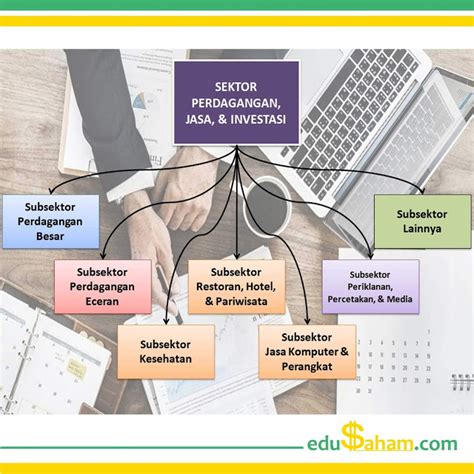 SEKTOR
PERDAGANGAN,
JASA, & INVESTASI
Subsektor
Perdagangan
Besar
Subsektor
Lainnya
Subsektor
Perdagangan
Eceran
Subsektor
Restoran, Hotel,
& Pariwisata
Subsektor
Periklanan,
Percetakan, & Media
Subsektor
Kesehatan
Subsektor
Jasa Komputer &
Perangkat
edu$aham.com